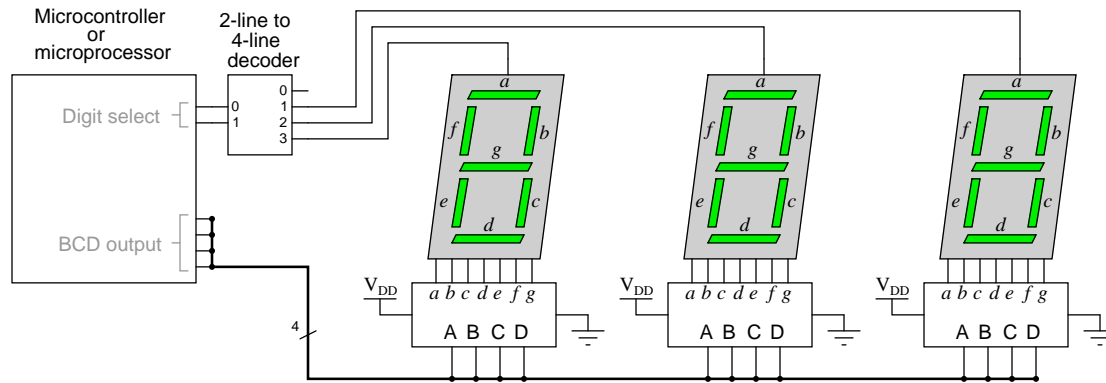 Microcontroller
or
microprocessor
2-line to
4-line
decoder
Digit select
0
1
0
1
2
3
BCD output
4
a
f
b
g
e
c
d
a
f
b
g
e
c
d
a
f
b
g
e
c
d
VDD
a b c d e f g
A B C D
VDD
a b c d e f g
A B C D
VDD
a b c d e f g
A B C D